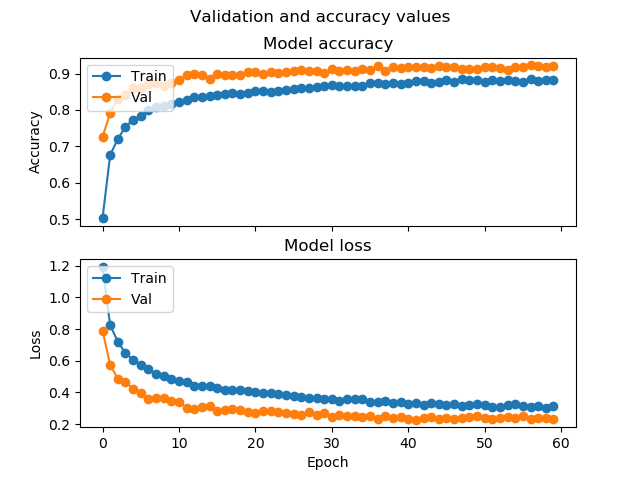 Validation and accuracy values
Model accuracy
Train
Val
0.9
0.8
0.7
0.6
0.5
Accuracy
Model loss
Train
Val
1.2
1.0
0.8
0.6
0.4
0.2
Loss
0 10 20 30 40 50 60
Epoch